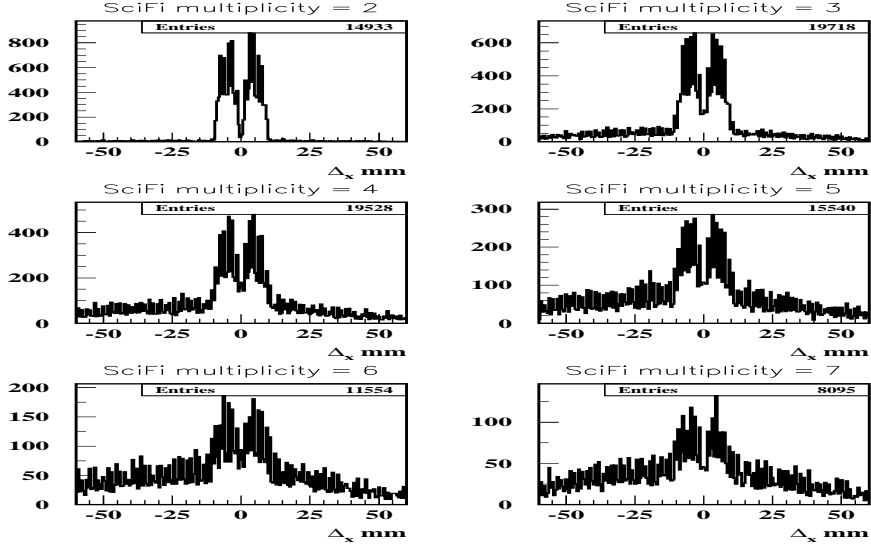 SciFi multiplicity = 2
Entries 14933
800
600
400
200
0
-50 -25 0 25 50
Δx mm
SciFi multiplicity = 3
Entries 19718
600
400
200
0
-50 -25 0 25 50
Δx mm
SciFi multiplicity = 4
Entries 19528
400
200
0
-50 -25 0 25 50
Δx mm
SciFi multiplicity = 5
Entries 15540
300
200
100
0
-50 -25 0 25 50
Δx mm
SciFi multiplicity = 6
Entries 11554
200
150
100
50
0
-50 -25 0 25 50
Δx mm
SciFi multiplicity = 7
Entries 8095
100
50
0
-50 -25 0 25 50
Δx mm